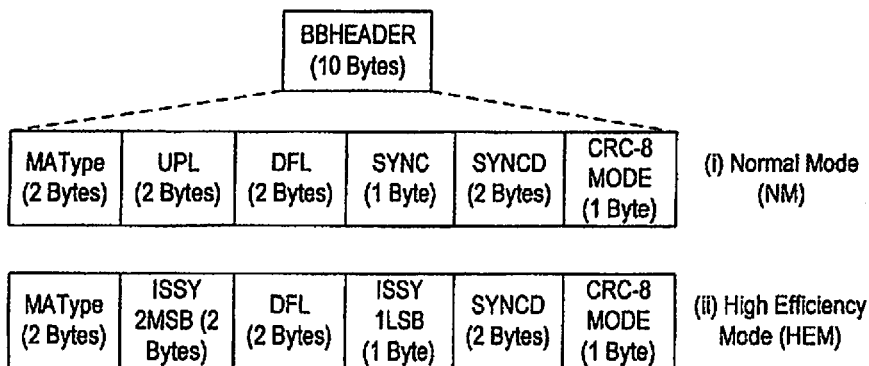 BBHEADER
(10 Bytes)
MAType
(2 Bytes)
UPL
(2 Bytes)
DFL
(2 Bytes)
SYNC
(1 Byte)
SYNCD
(2 Bytes)
CRC-8
MODE
(1 Byte)
(i) Normal Mode
(NM)
MAType
(2 Bytes)
ISSY
2MSB (2
Bytes)
DFL
(2 Bytes)
ISSY
1LSB
(1 Byte)
SYNCD
(2 Bytes)
CRC-8
MODE
(1 Byte)
(ii) High Efficiency
Mode (HEM)